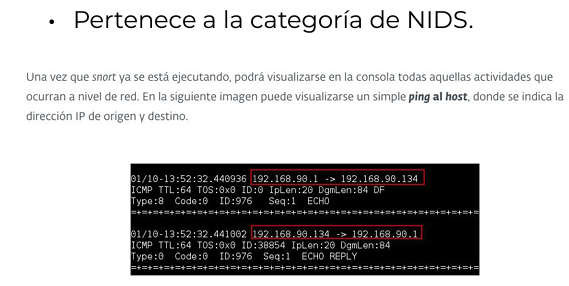 • Pertenece a la categoría de NIDS.
Una vez que snort ya se está ejecutando, podrá visualizarse en la consola todas aquellas actividades que
ocurran a nivel de red. En la siguiente imagen puede visualizarse un simple ping al host, donde se indica la
dirección IP de origen y destino.
01/10-13:52:32.440936 192.168.90.1 -> 192.168.90.134
ICMP TTL:64 TOS:0x0 ID:0 IpLen:20 DgmLen:84 DF
Type:8 Code:0 ID:976 Seq:1 ECHO
=+=+=+=+=+=+=+=+=+=+=+=+=+=+=+=+=+=+=+=+=+=+=+=+=+=+=+=+=+=+=+=+=+=+=
01/10-13:52:32.441002 192.168.90.134 -> 192.168.90.1
ICMP TTL:64 TOS:0x0 ID:38854 IpLen:20 DgmLen:84
Type:0 Code:0 ID:976 Seq:1 ECHO REPLY
=+=+=+=+=+=+=+=+=+=+=+=+=+=+=+=+=+=+=+=+=+=+=+=+=+=+=+=+=+=+=+=+=+=+=